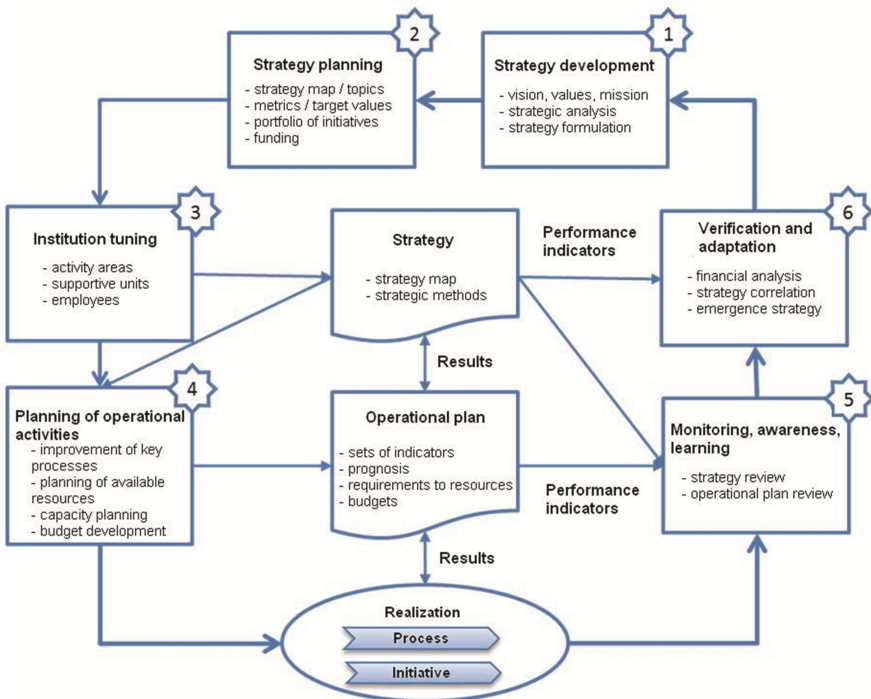 2
Strategy planning
- strategy map / topics
- metrics / target values
- portfolio of initiatives
- funding
1
Strategy development
- vision, values, mission
- strategic analysis
- strategy formulation
3
Institution tuning
- activity areas
- supportive units
- employees
Strategy
- strategy map
- strategic methods
Performance
indicators
6
Verification and
adaptation
- financial analysis
- strategy correlation
- emergence strategy
Results
4
Planning of operational
activities
- improvement of key
processes
- planning of available
resources
- capacity planning
- budget development
Operational plan
- sets of indicators
- prognosis
- requirements to resources
- budgets
Performance
indicators
5
Monitoring, awareness,
learning
- strategy review
- operational plan review
Results
Realization
Process
Initiative